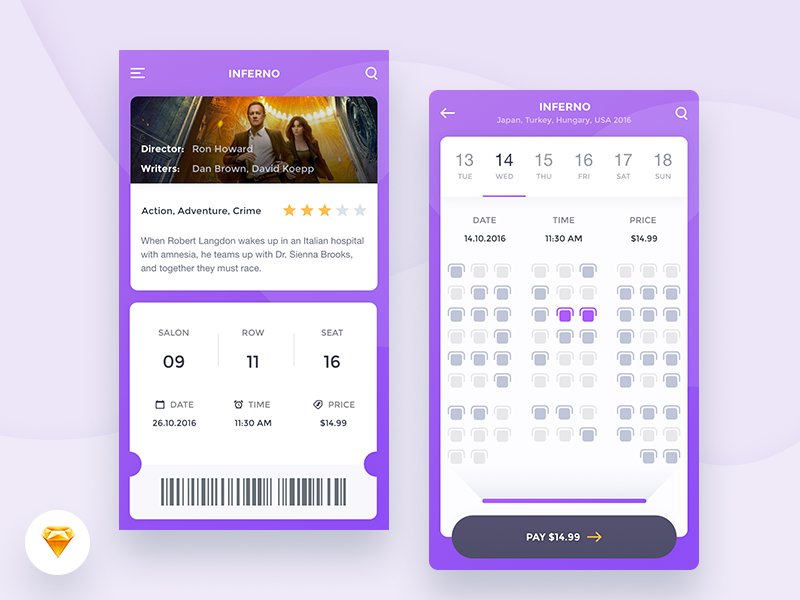 INFERNO
Director: Ron Howard
Writers: Dan Brown, David Koepp
Action, Adventure, Crime
When Robert Langdon wakes up in an Italian hospital
with amnesia, he teams up with Dr. Sienna Brooks,
and together they must race.
SALON ROW SEAT
09 11 16
DATE TIME PRICE
26.10.2016 11:30 AM $14.99
INFERNO
Japan, Turkey, Hungary, USA 2016
13 14 15 16 17 18
TUE WED THU FRI SAT SUN
DATE TIME PRICE
14.10.2016 11:30 AM $14.99
PAY $14.99